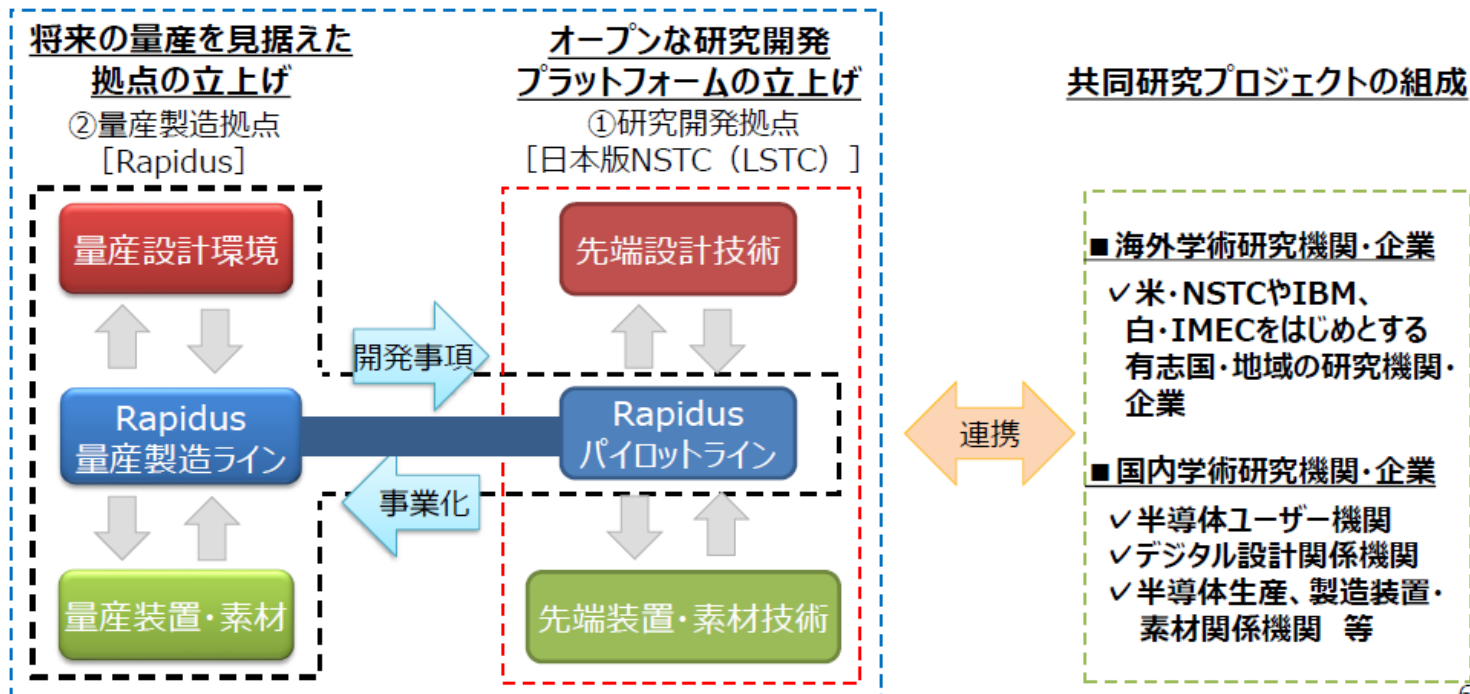 将来の量産を見据えた
拠点の立上げ
②量産製造拠点
［Rapidus］
量産設計環境
Rapidus
量産製造ライン
量産装置・素材
開発事項
事業化
オープンな研究開発
プラットフォームの立上げ
①研究開発拠点
［日本版NSTC（LSTC）］
先端設計技術
Rapidus
パイロットライン
先端装置・素材技術
連携
共同研究プロジェクトの組成
■海外学術研究機関・企業
✓米・NSTCやIBM、
白・IMECをはじめとする
有志国・地域の研究機関・
企業
■国内学術研究機関・企業
✓半導体ユーザー機関
✓デジタル設計関係機関
✓半導体生産、製造装置・
素材関係機関　等